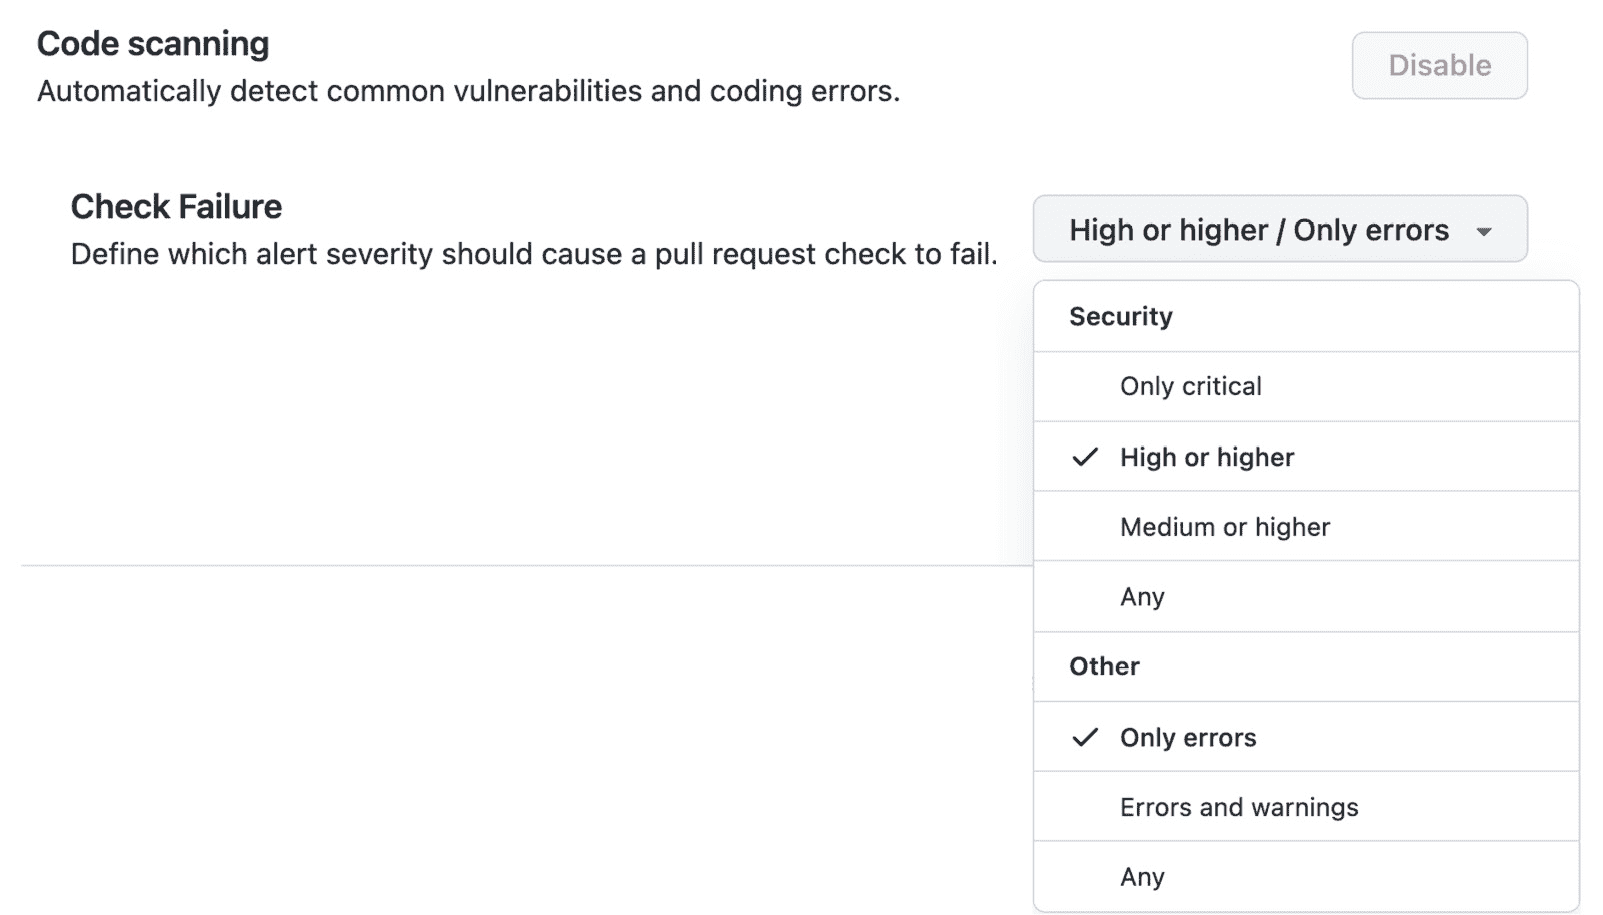 Code scanning
Disable
Automatically detect common vulnerabilities and coding errors.
Check Failure
High or higher / Only errors
Define which alert severity should cause a pull request check to fail.
Security
Only critical
High or higher
Medium or higher
Any
Other
Only errors
Errors and warnings
Any